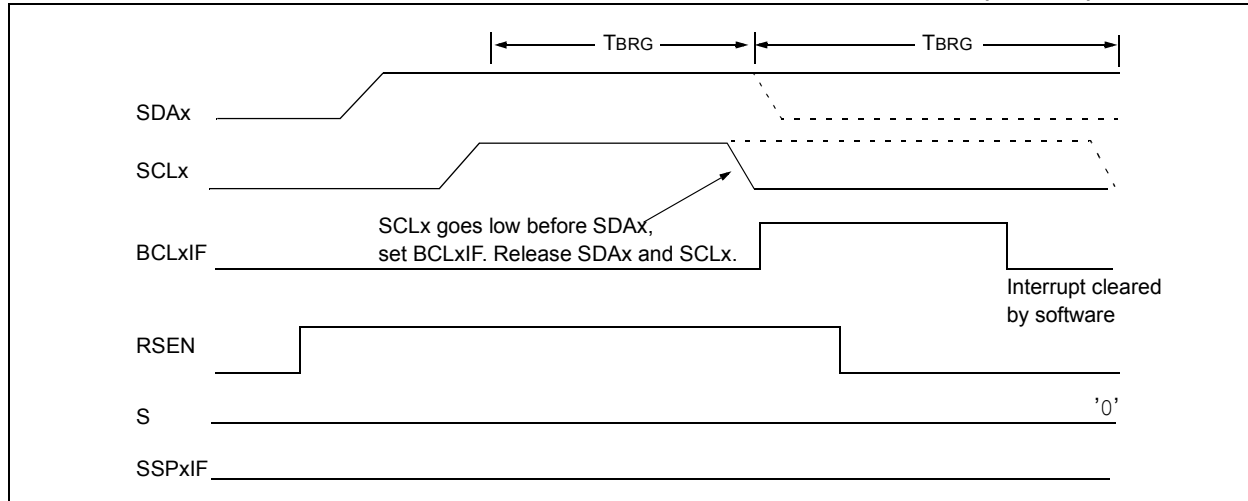 TBRG TBRG
SDAx
SCLx
SCLx goes low before SDAx,
set BCLxIF. Release SDAx and SCLx.
BCLxIF
Interrupt cleared
by software
RSEN
S '0'
SSPxIF